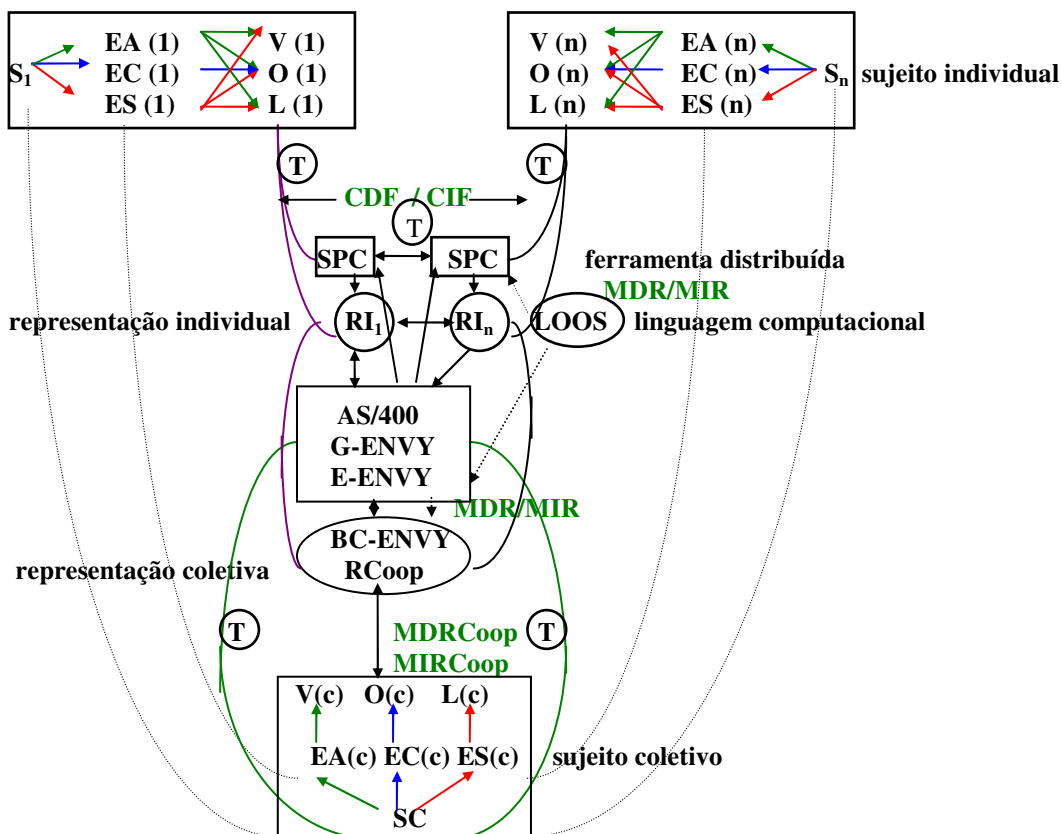 EA (1) V (1)
S1 EC (1) O (1)
ES (1) L (1)
V (n) EA (n)
O (n) EC (n) Sn sujeito individual
L (n) ES (n)
T T
CDF / CIF
T
SPC SPC
ferramenta distribuída
MDR/MIR
representação individual RI1 RIn LOOS linguagem computacional
AS/400
G-ENVY
E-ENVY
MDR/MIR
BC-ENVY
RCoop
representação coletiva
T T
MDRCoop
MIRCoop
V(c) O(c) L(c)
EA(c) EC(c) ES(c) sujeito coletivo
SC